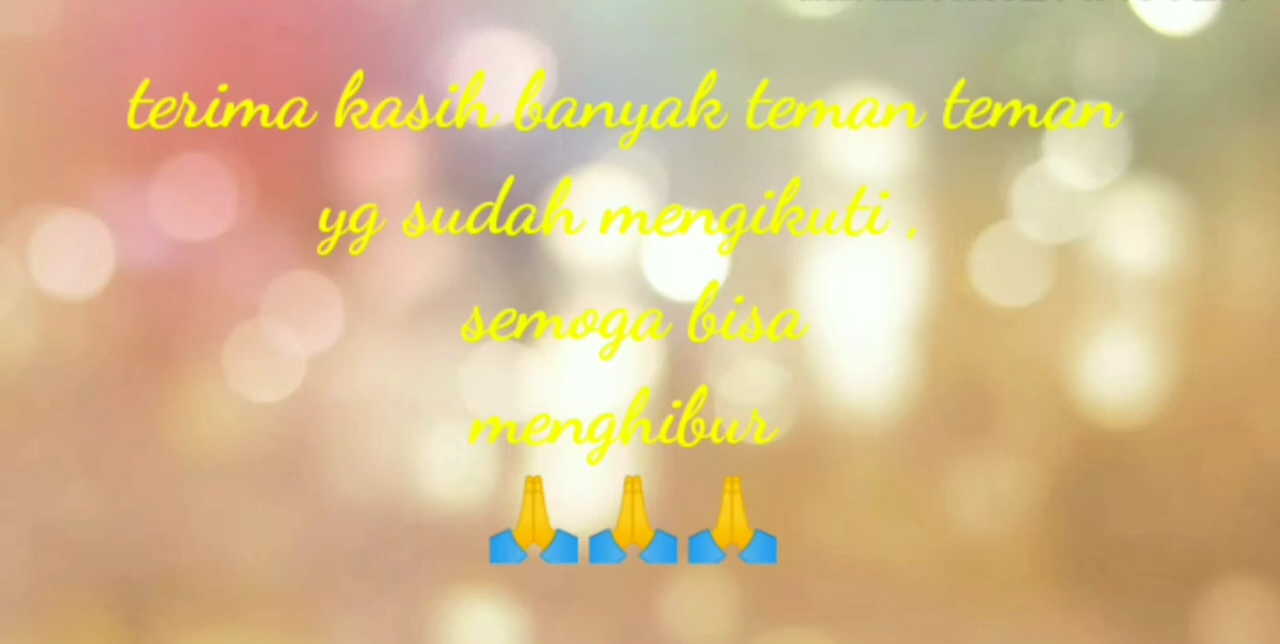 terima kasih banyak teman teman
yg sudah mengikuti .
semoga bisa
menghibur
🙏🙏🙏